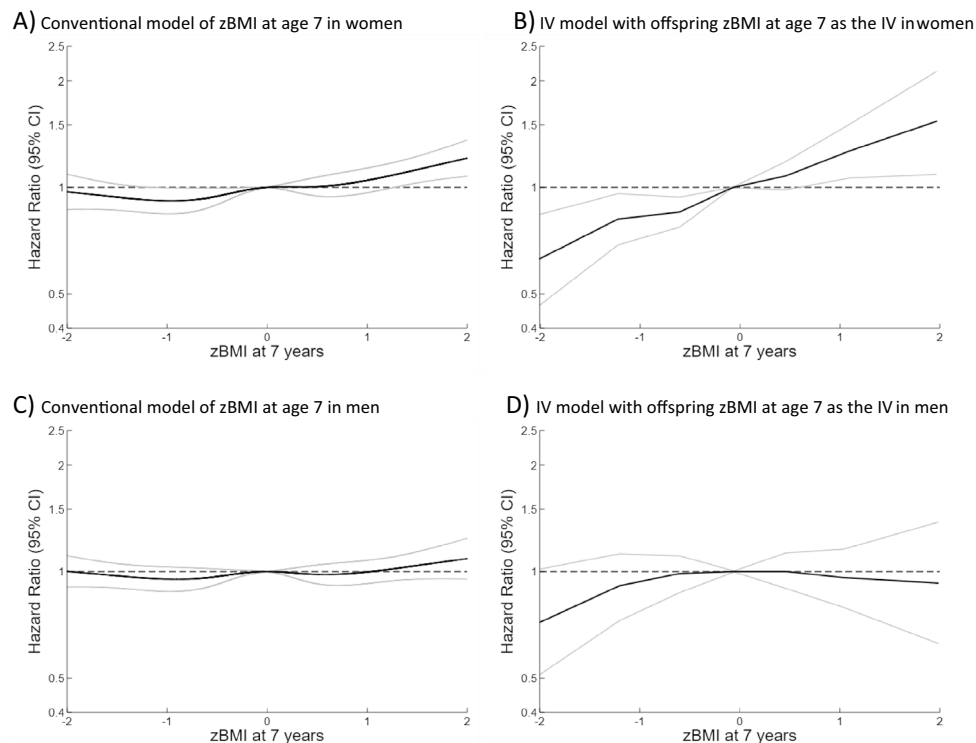 A) Conventional model of zBMI at age 7 in women
2.5
2
1.5
1
0.5
0.4
Hazard Ratio (95% CI)
-2 -1 0 1 2
zBMI at 7 years
B) IV model with offspring zBMI at age 7 as the IV in women
2.5
2
1.5
1
0.5
0.4
Hazard Ratio (95% CI)
-2 -1 0 1 2
zBMI at 7 years
C) Conventional model of zBMI at age 7 in men
2.5
2
1.5
1
0.5
0.4
Hazard Ratio (95% CI)
-2 -1 0 1 2
zBMI at 7 years
D) IV model with offspring zBMI at age 7 as the IV in men
2.5
2
1.5
1
0.5
0.4
Hazard Ratio (95% CI)
-2 -1 0 1 2
zBMI at 7 years